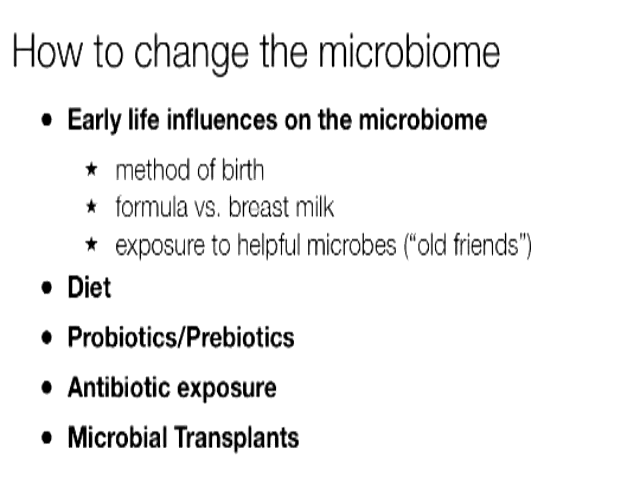 How to change the microbiome
• Early life influences on the microbiome
★ method of birth
★ formula vs. breast milk
★ exposure to helpful microbes (“old friends”)
• Diet
• Probiotics/Prebiotics
• Antibiotic exposure
• Microbial Transplants